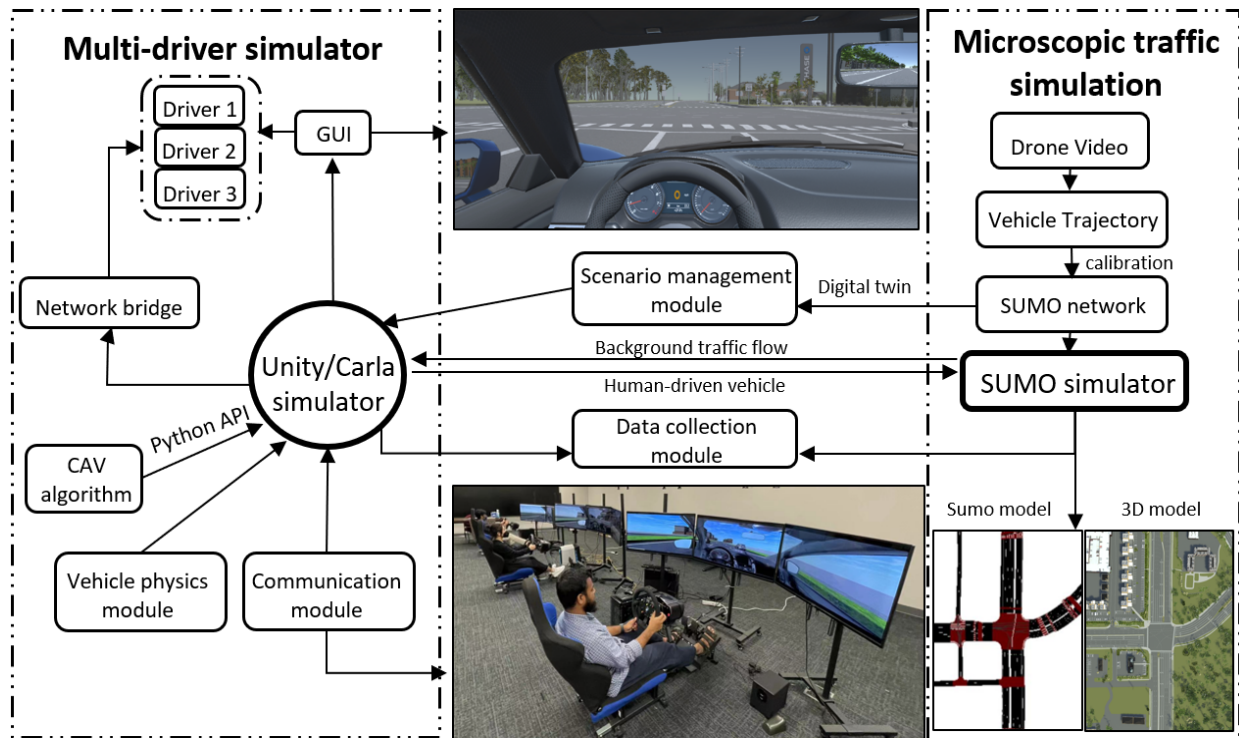 Multi-driver simulator
Driver 1
Driver 2
Driver 3
GUI
Network bridge
Unity/Carla
simulator
Python API
CAV
algorithm
Vehicle physics
module
Communication
module
CHASE
Scenario management
module
Digital twin
Background traffic flow
Human-driven vehicle
Data collection
module
Microscopic traffic
simulation
Drone Video
Vehicle Trajectory
calibration
SUMO network
SUMO simulator
Sumo model
3D model